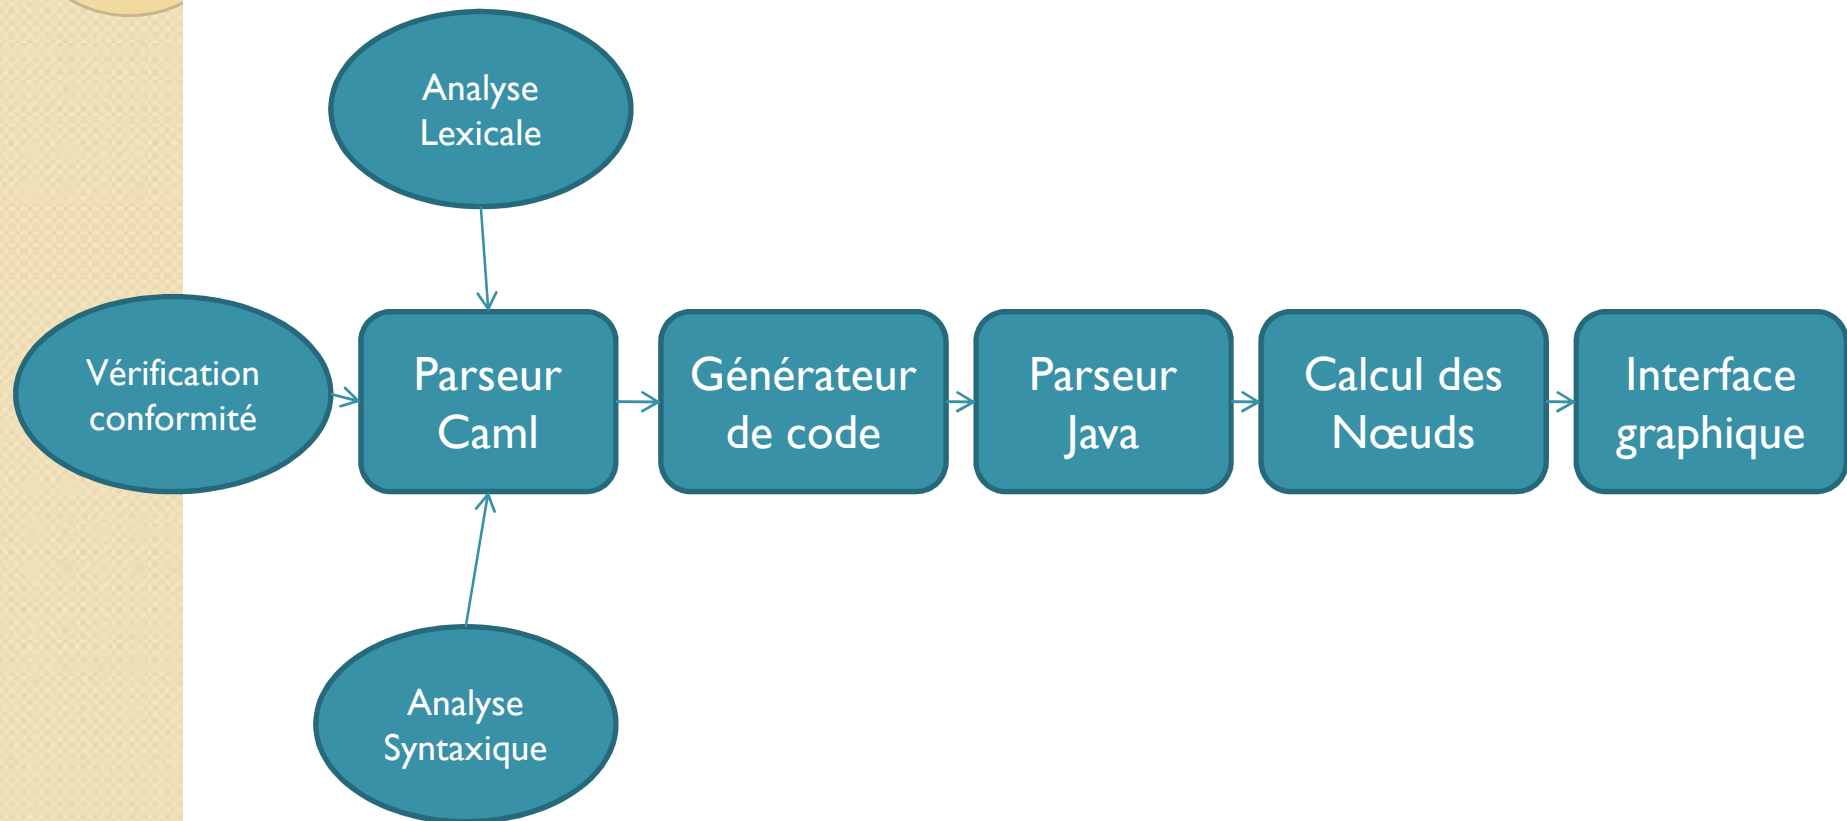 Analyse
Lexicale
Vérification
conformité
Parseur
Caml
Générateur
de code
Parseur
Java
Calcul des
Nœuds
Interface
graphique
Analyse
Syntaxique